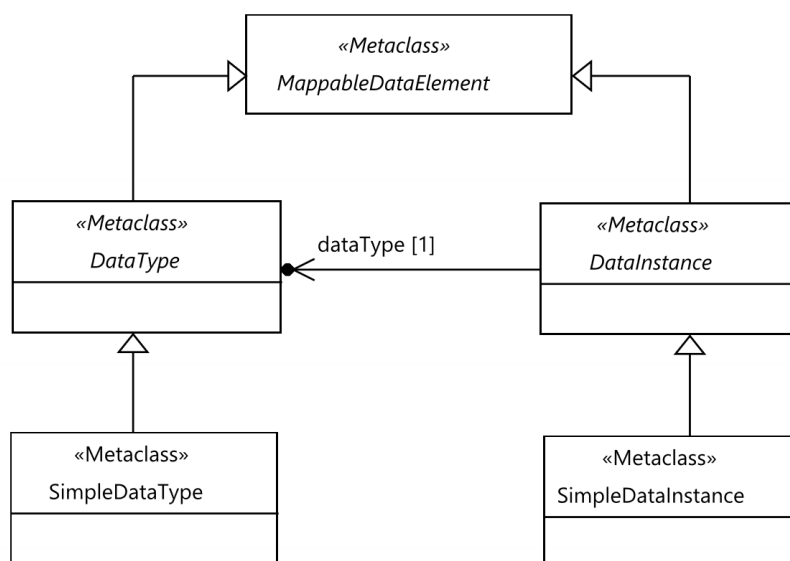 «Metaclass»
MappableDataElement
«Metaclass»
DataType
dataType [1]
«Metaclass»
DataInstance
«Metaclass»
SimpleDataType
«Metaclass»
SimpleDataInstance